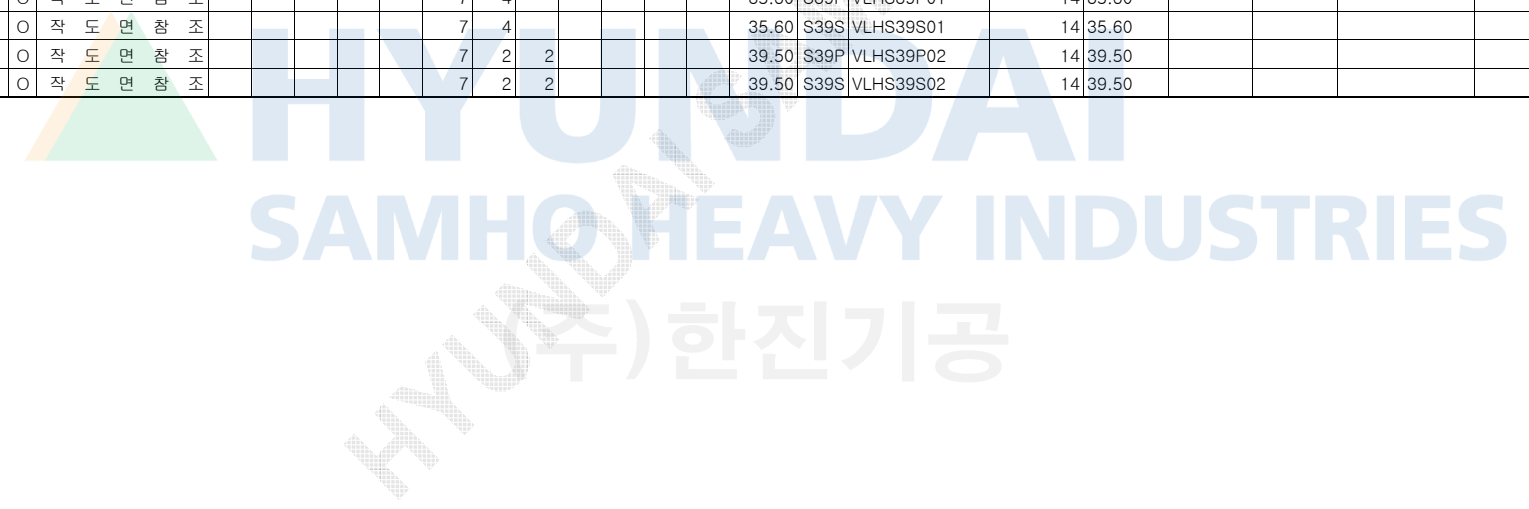 O 작 도 면 참 조 7 4 35.60 S39S VLHS39S01 14 35.60
O 작 도 면 참 조 7 2 2 39.50 S39P VLHS39P02 14 39.50
O 작 도 면 참 조 7 2 2 39.50 S39S VLHS39S02 14 39.50
HYUNDAI
SAMHO HEAVY INDUSTRIES
(주)한진기공
HYUNDAI